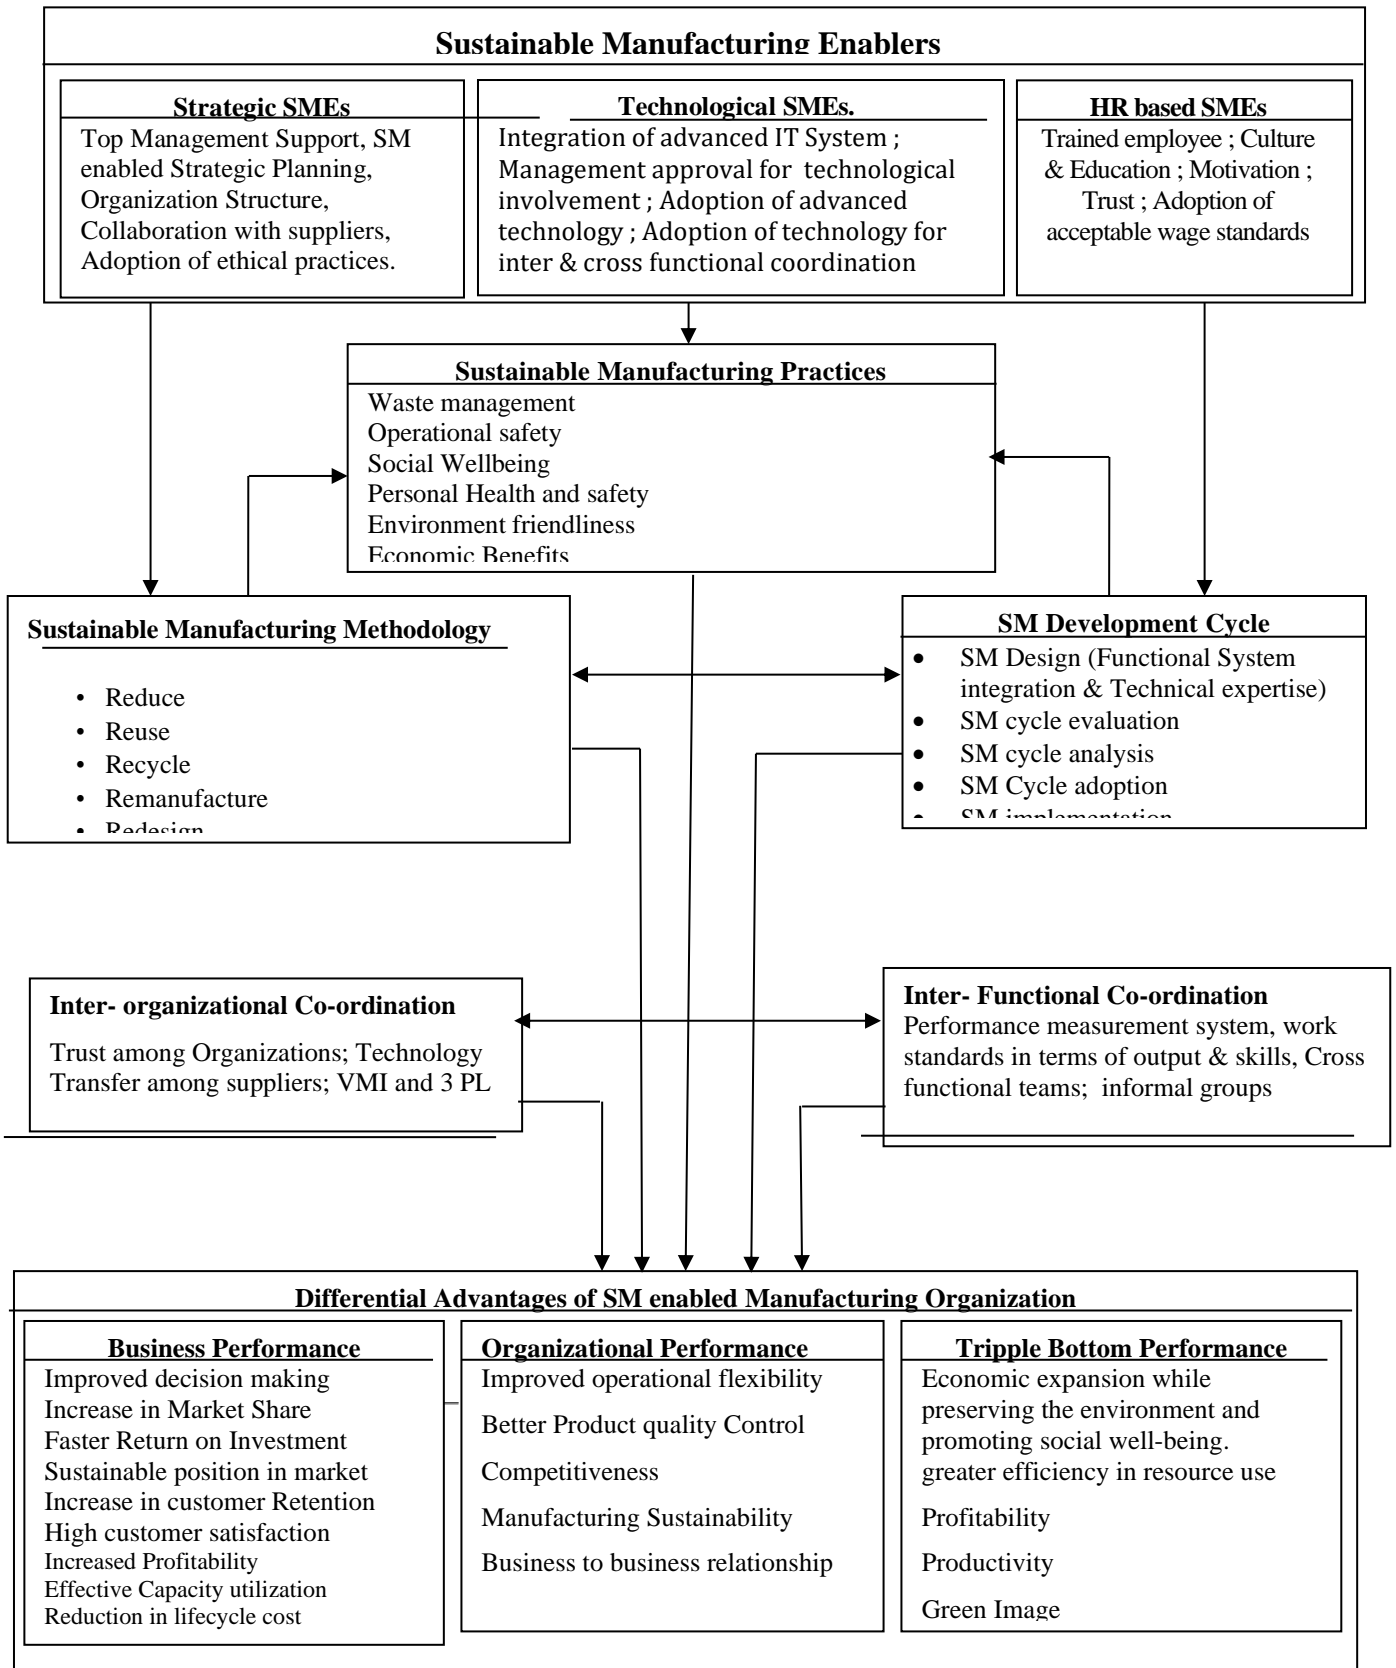 Sustainable Manufacturing Enablers
Strategic SMEs
Top Management Support, SM
enabled Strategic Planning,
Organization Structure,
Collaboration with suppliers,
Adoption of ethical practices.
Technological SMEs.
Integration of advanced IT System ;
Management approval for technological
involvement ; Adoption of advanced
technology ; Adoption of technology for
inter & cross functional coordination
HR based SMEs
Trained employee ; Culture
& Education ; Motivation ;
Trust ; Adoption of
acceptable wage standards
Sustainable Manufacturing Practices
Waste management
Operational safety
Social Wellbeing
Personal Health and safety
Environment friendliness
Economic Benefits
Sustainable Manufacturing Methodology
• Reduce
• Reuse
• Recycle
• Remanufacture
• Redesign
SM Development Cycle
• SM Design (Functional System
integration & Technical expertise)
• SM cycle evaluation
• SM cycle analysis
• SM Cycle adoption
• SM implementation
Inter- organizational Co-ordination
Trust among Organizations; Technology
Transfer among suppliers; VMI and 3 PL
Inter- Functional Co-ordination
Performance measurement system, work
standards in terms of output & skills, Cross
functional teams; informal groups
Differential Advantages of SM enabled Manufacturing Organization
Business Performance
Improved decision making
Increase in Market Share
Faster Return on Investment
Sustainable position in market
Increase in customer Retention
High customer satisfaction
Increased Profitability
Effective Capacity utilization
Reduction in lifecycle cost
Organizational Performance
Improved operational flexibility
Better Product quality Control
Competitiveness
Manufacturing Sustainability
Business to business relationship
Tripple Bottom Performance
Economic expansion while
preserving the environment and
promoting social well-being.
greater efficiency in resource use
Profitability
Productivity
Green Image